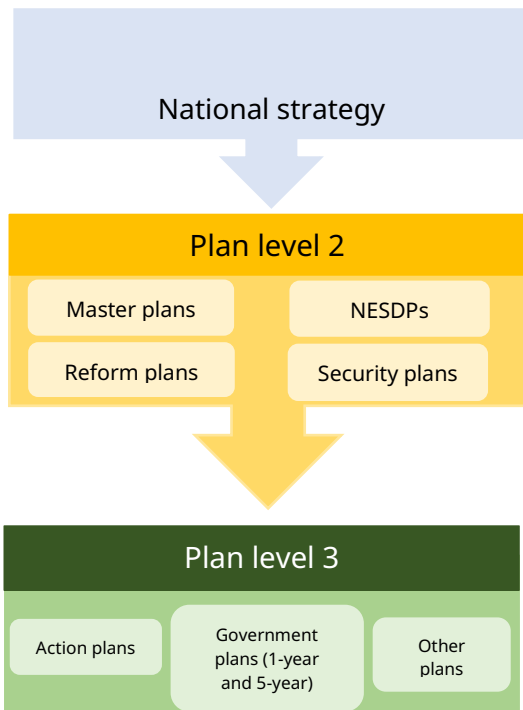 National strategy
Plan level 2
Master plans
NESDPs
Reform plans
Security plans
Plan level 3
Action plans
Government
plans (1-year
and 5-year)
Other
plans